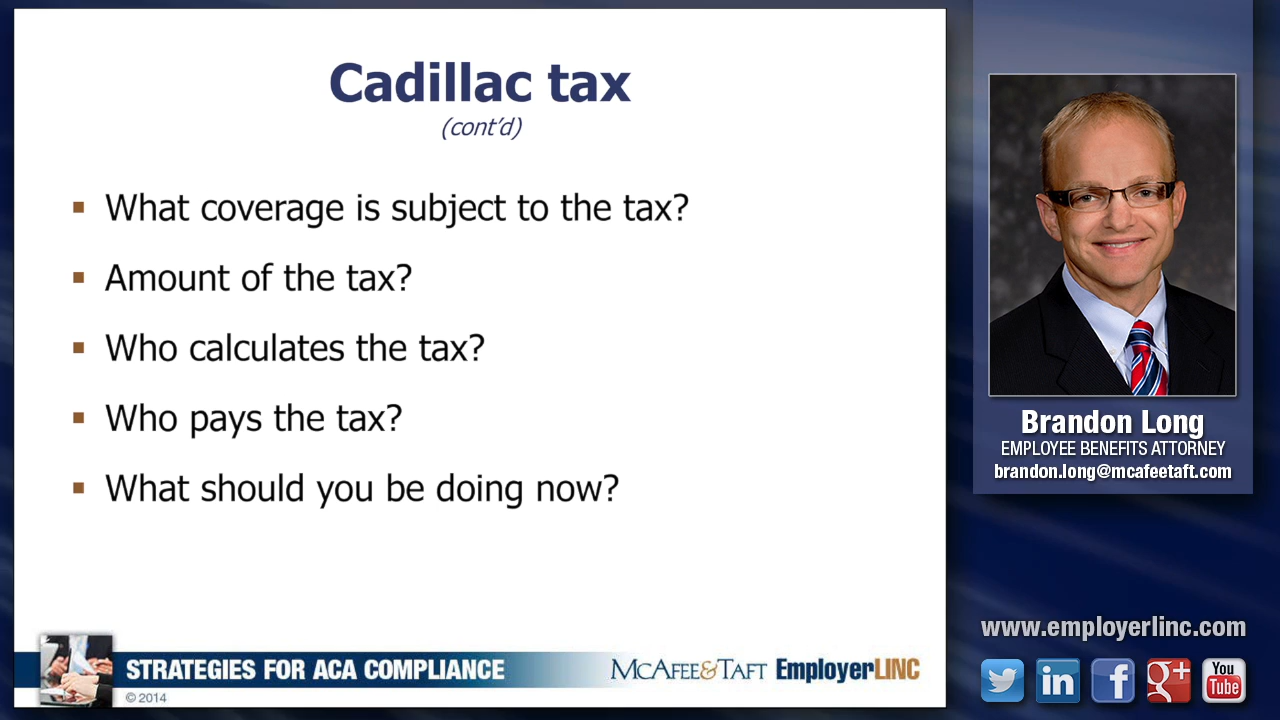 Cadillac tax
(cont’d)
▪ What coverage is subject to the tax?
▪ Amount of the tax?
▪ Who calculates the tax?
▪ Who pays the tax?
▪ What should you be doing now?
STRATEGIES FOR ACA COMPLIANCE
MCAFEE&TAFT EmployerLINC
© 2014
Brandon Long
EMPLOYEE BENEFITS ATTORNEY
brandon.long@mcafeetaft.com
www.employerlinc.com
in f g+ You Tube